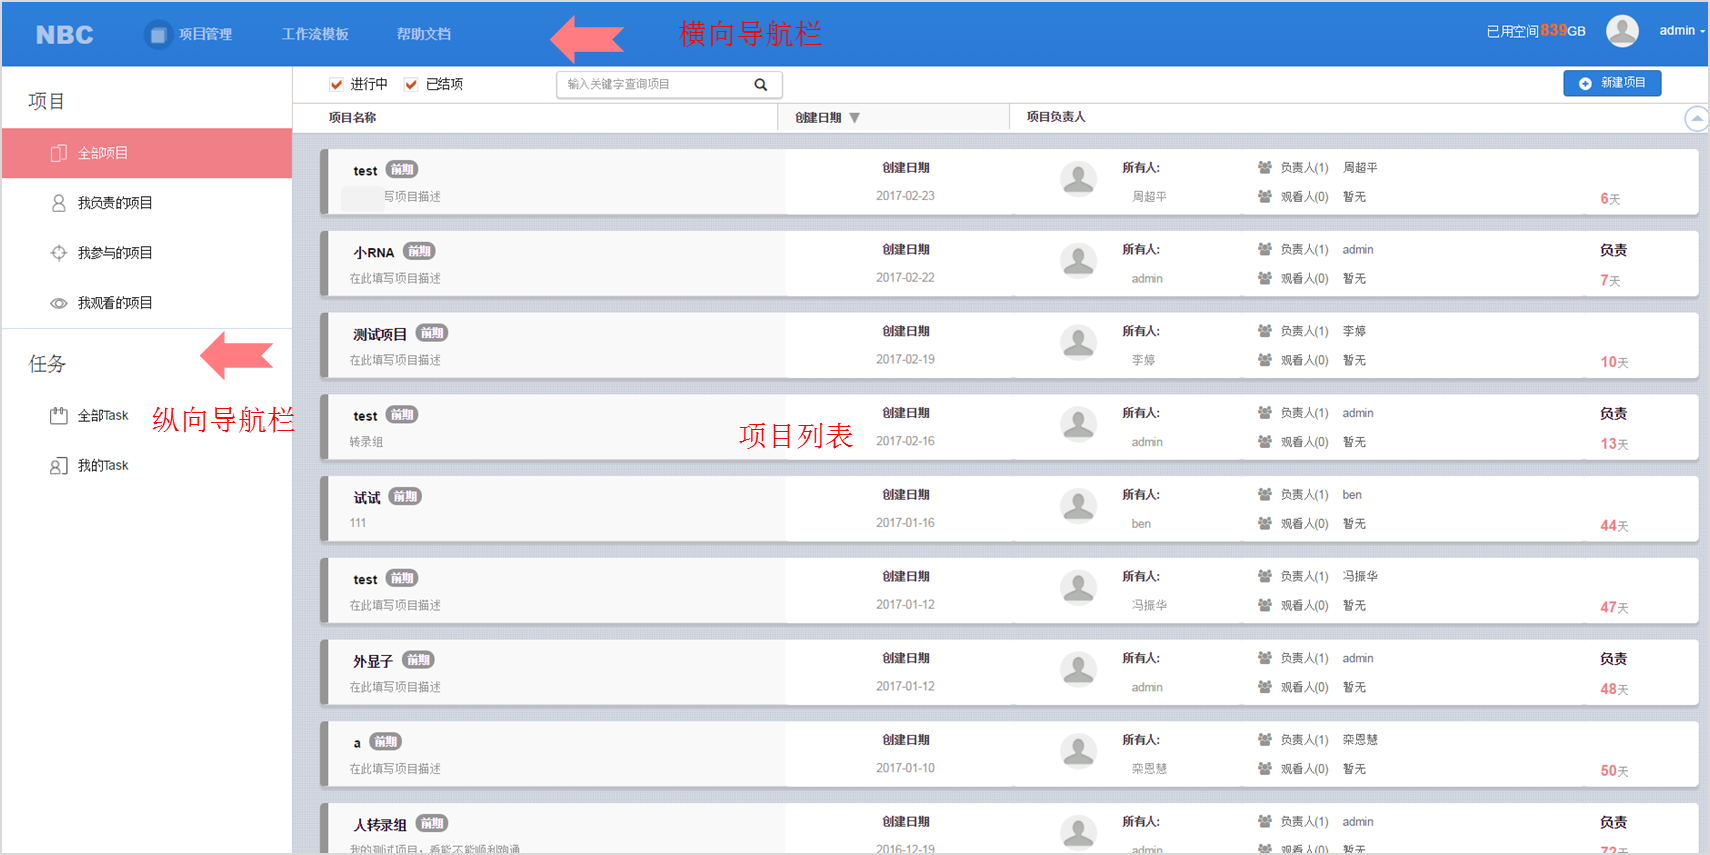 NBC 项目管理 工作流模板 帮助文档 横向导航栏 已用空间839GB admin
项目
全部项目
我负责的项目
我参与的项目
我观看的项目
任务
全部Task
我的Task
纵向导航栏
进行中 已结项 输入关键字查询项目 新建项目
项目名称 创建日期 项目负责人
test 前期 创建日期 所有人: 负责人(1) 周超平
写项目描述 2017-02-23 周超平 观看人(0) 暂无 6天
小RNA 前期 创建日期 所有人: 负责人(1) admin 负责
在此填写项目描述 2017-02-22 admin 观看人(0) 暂无 7天
测试项目 前期 创建日期 所有人: 负责人(1) 李婷
在此填写项目描述 2017-02-19 李婷 观看人(0) 暂无 10天
test 前期 创建日期 所有人: 负责人(1) admin 负责
转录组 项目列表 2017-02-16 admin 观看人(0) 暂无 13天
试试 前期 创建日期 所有人: 负责人(1) ben
111 2017-01-16 ben 观看人(0) 暂无 44天
test 前期 创建日期 所有人: 负责人(1) 冯振华
在此填写项目描述 2017-01-12 冯振华 观看人(0) 暂无 47天
外显子 前期 创建日期 所有人: 负责人(1) admin 负责
在此填写项目描述 2017-01-12 admin 观看人(0) 暂无 48天
a 前期 创建日期 所有人: 负责人(1) 栾恩慧
在此填写项目描述 2017-01-10 栾恩慧 观看人(0) 暂无 50天
人转录组 前期 创建日期 所有人: 负责人(1) admin 负责
我的测试项目，看能不能顺利跑通 2016-12-19 admin 观看人(0) 暂无 72天